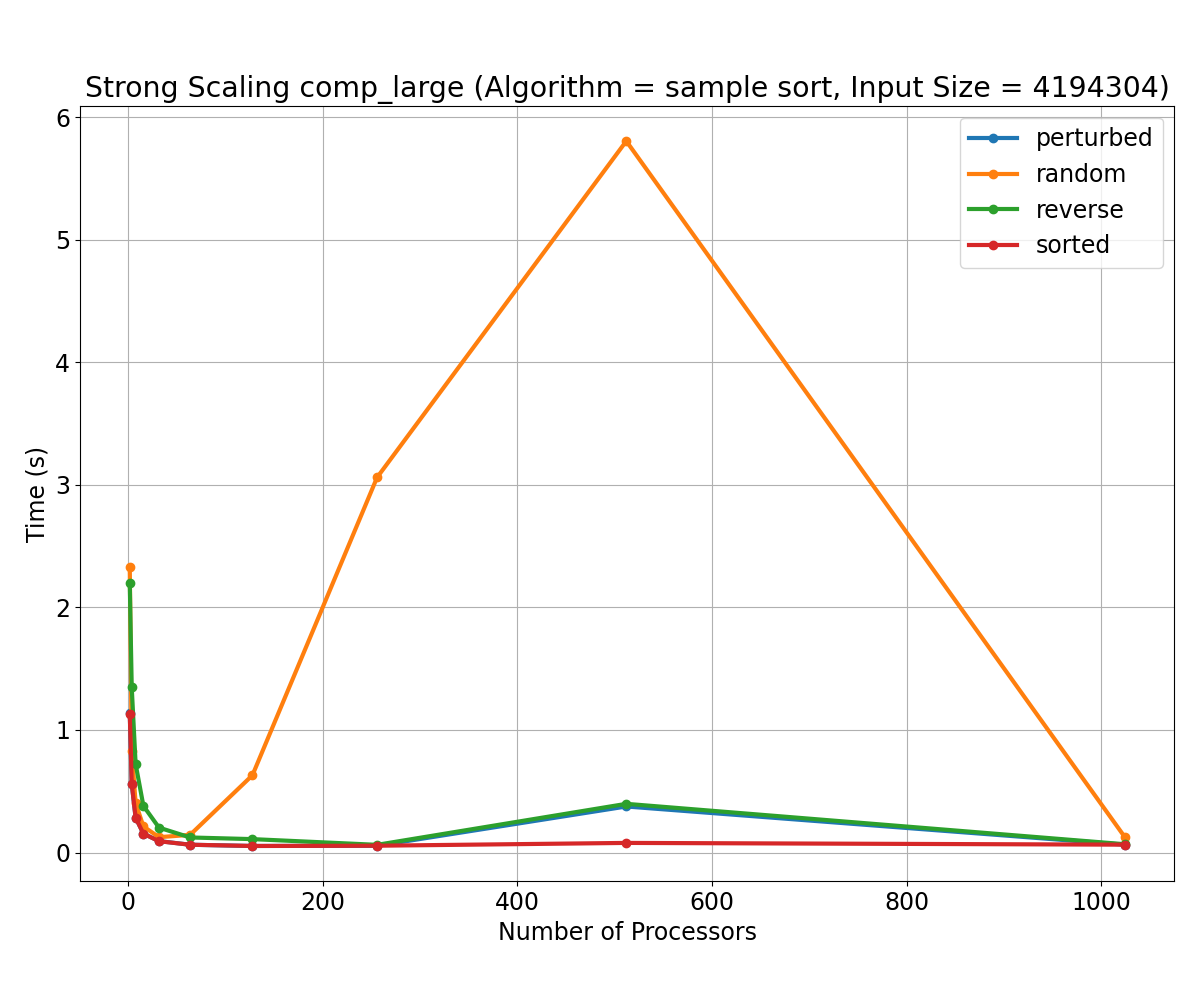 Strong Scaling comp_large (Algorithm = sample sort, Input Size = 4194304)
6
5
4
3
2
1
0
Time (s)
perturbed
random
reverse
sorted
0 200 400 600 800 1000
Number of Processors